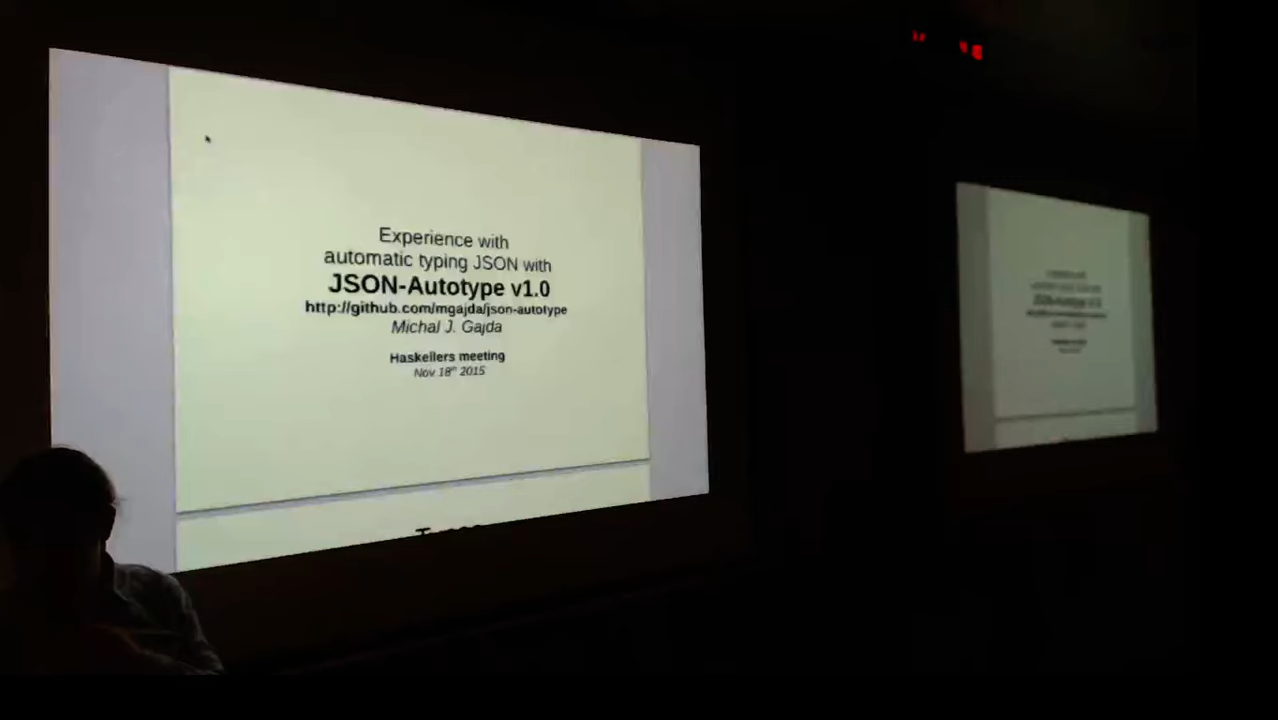 Experience with
automatic typing JSON with
JSON-Autotype v1.0
http://github.com/mgajda/json-autotype
Michal J. Gajda
Haskellers meeting
Nov 18th 2015